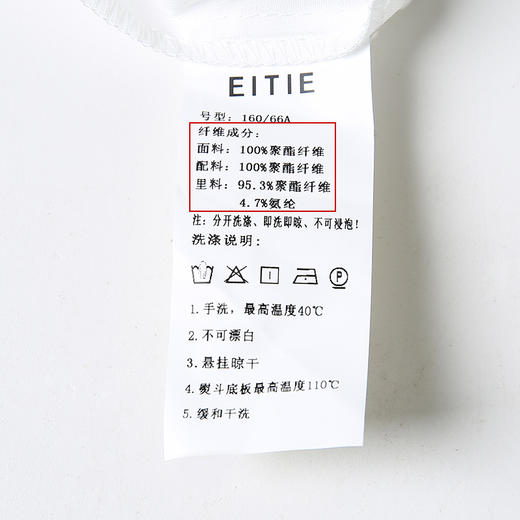 EITIE
号型: 160/66A
纤维成分:
面料: 100%聚酯纤维
配料: 100%聚酯纤维
里料: 95.3%聚酯纤维
4.7%氨纶
注: 分开洗涤、即洗即晾、不可浸泡!
洗涤说明:
P
1.手洗，最高温度40℃
2.不可漂白
3.悬挂晾干
4.熨斗底板最高温度110℃
5.缓和干洗